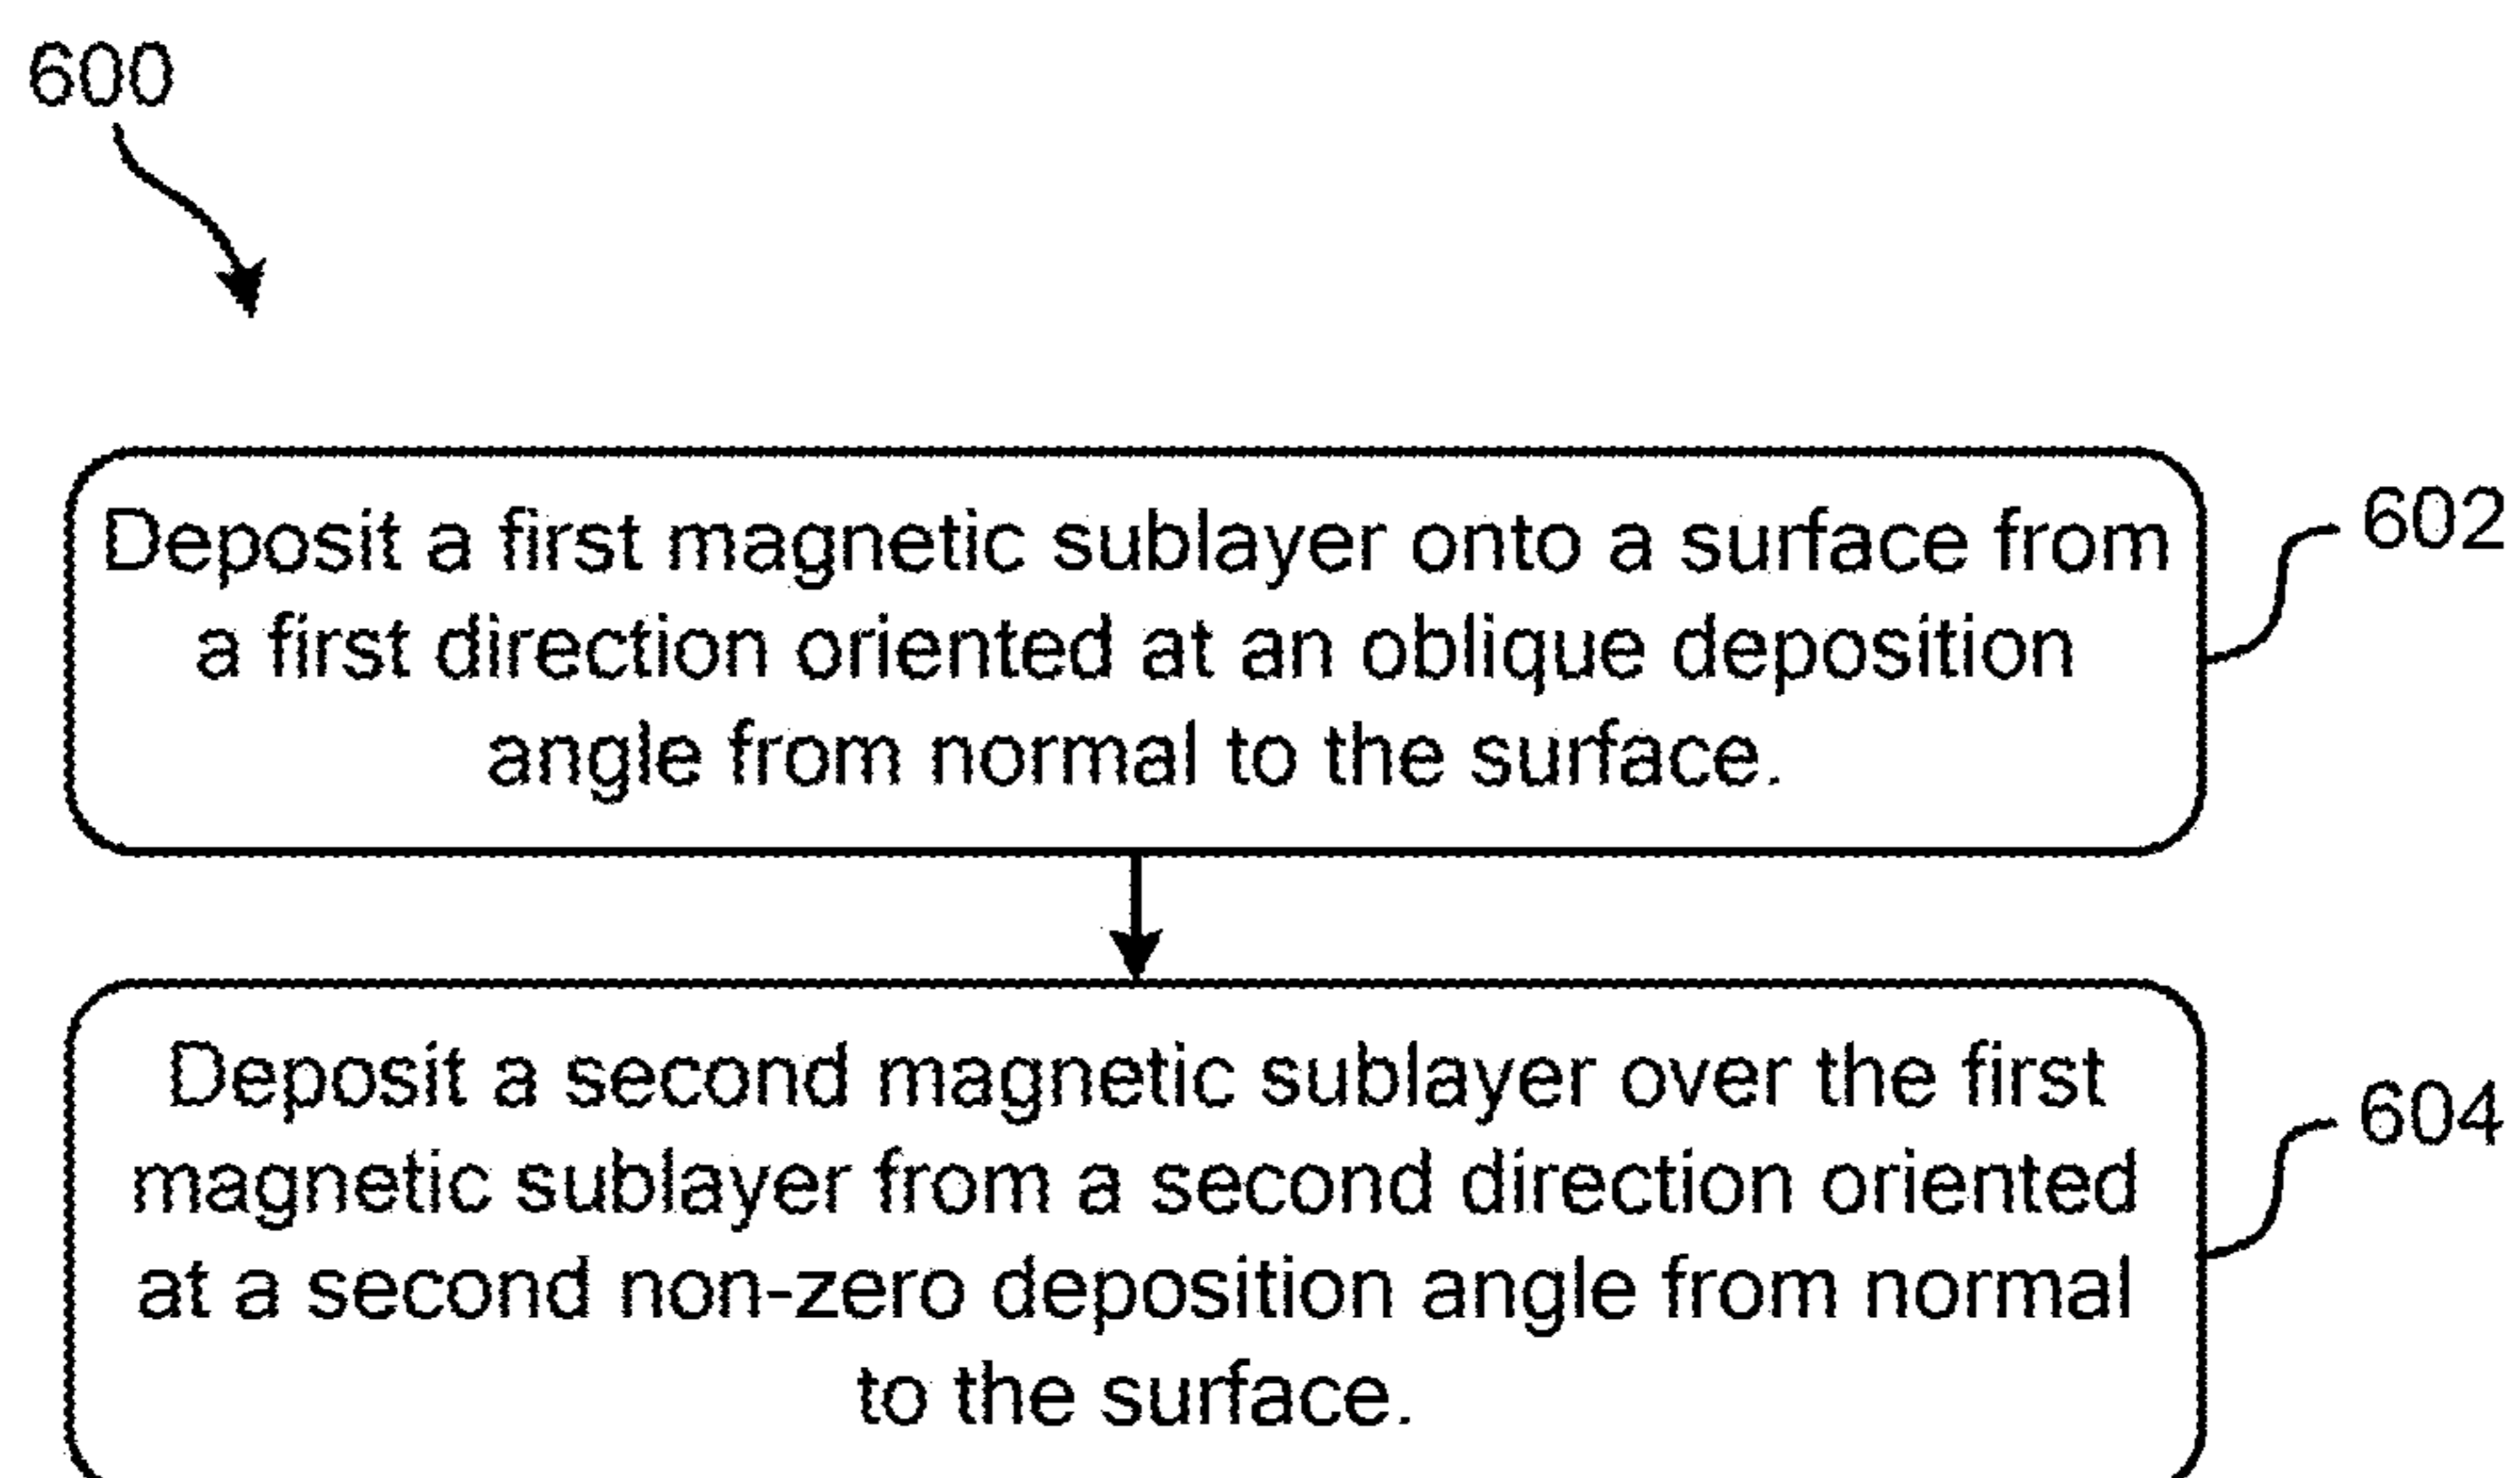 600
Deposit a first magnetic sublayer onto a surface from
a first direction oriented at an oblique deposition
angle from normal to the surface.
602
Deposit a second magnetic sublayer over the first
magnetic sublayer from a second direction oriented
at a second non-zero deposition angle from normal
to the surface.
604